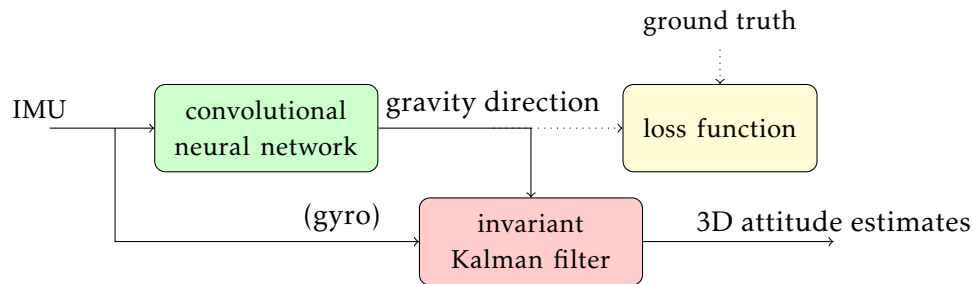 ground truth
IMU
convolutional
neural network
gravity direction
loss function
(gyro)
invariant
Kalman filter
3D attitude estimates